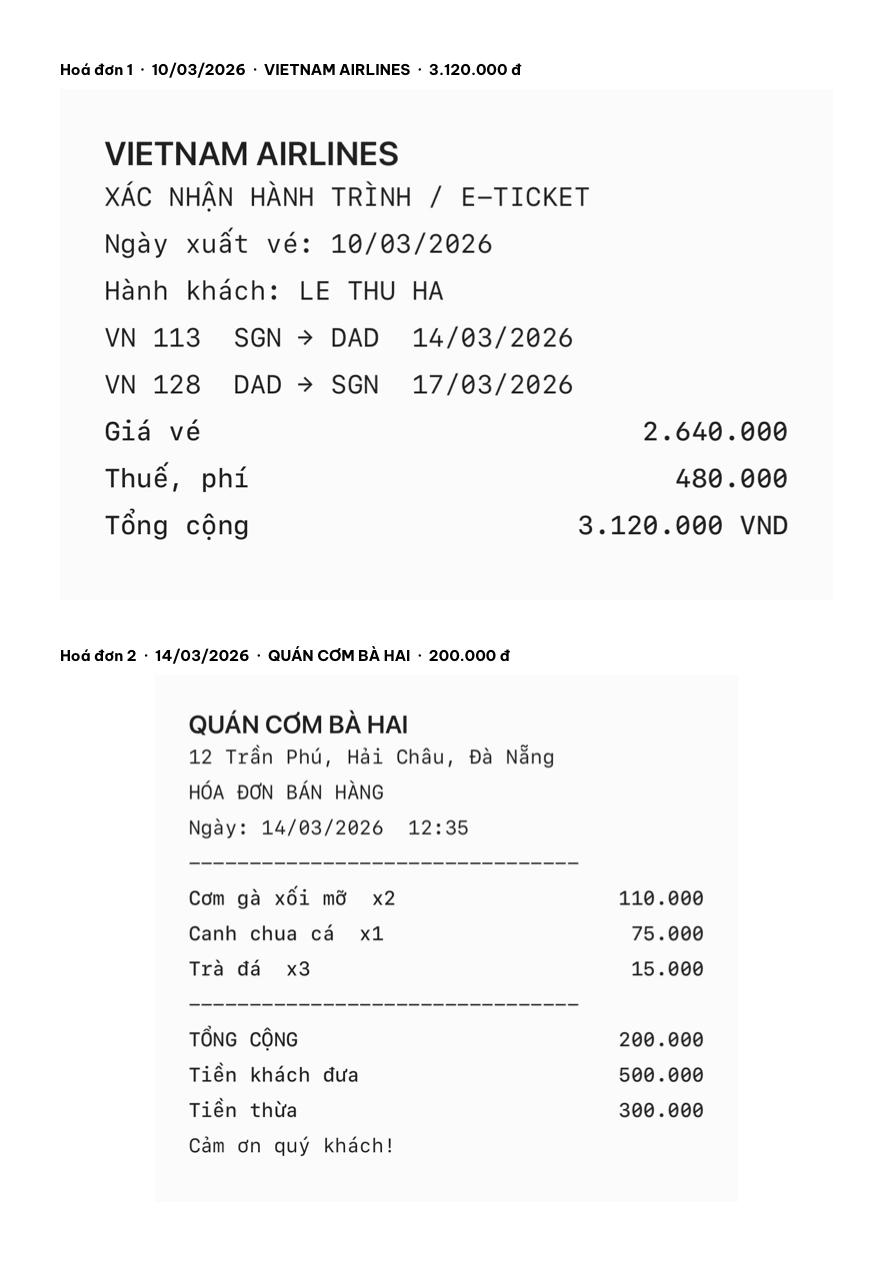 Hoá đơn 1 · 10/03/2026 · VIETNAM AIRLINES · 3.120.000 đ
VIETNAM AIRLINES
XÁC NHẬN HÀNH TRÌNH / E–TICKET
Ngày xuất vé: 10/03/2026
Hành khách: LE THU HA
VN 113 SGN → DAD 14/03/2026
VN 128 DAD → SGN 17/03/2026
Giá vé 2.640.000
Thuế, phí 480.000
Tổng cộng 3.120.000 VND
Hoá đơn 2 · 14/03/2026 · QUÁN CƠM BÀ HAI · 200.000 đ
QUÁN CƠM BÀ HAI
12 Trần Phú, Hải Châu, Đà Nẵng
HÓA ĐƠN BÁN HÀNG
Ngày: 14/03/2026 12:35
––––––––––––––––––––––––––––––––
Cơm gà xối mỡ x2 110.000
Canh chua cá x1 75.000
Trà đá x3 15.000
––––––––––––––––––––––––––––––––
TỔNG CỘNG 200.000
Tiền khách đưa 500.000
Tiền thừa 300.000
Cảm ơn quý khách!